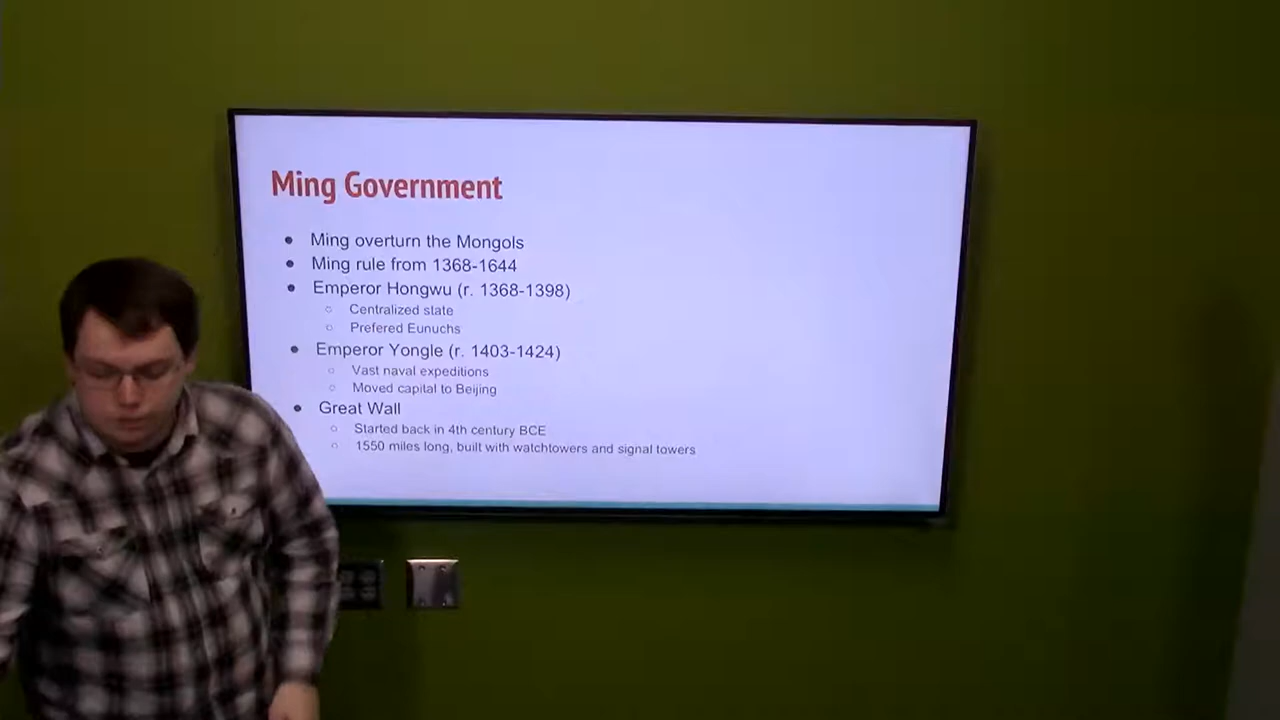 Ming Government
● Ming overturn the Mongols
● Ming rule from 1368-1644
● Emperor Hongwu (r. 1368-1398)
○ Centralized state
○ Prefered Eunuchs
● Emperor Yongle (r. 1403-1424)
○ Vast naval expeditions
○ Moved capital to Beijing
● Great Wall
○ Started back in 4th century BCE
○ 1550 miles long, built with watchtowers and signal towers